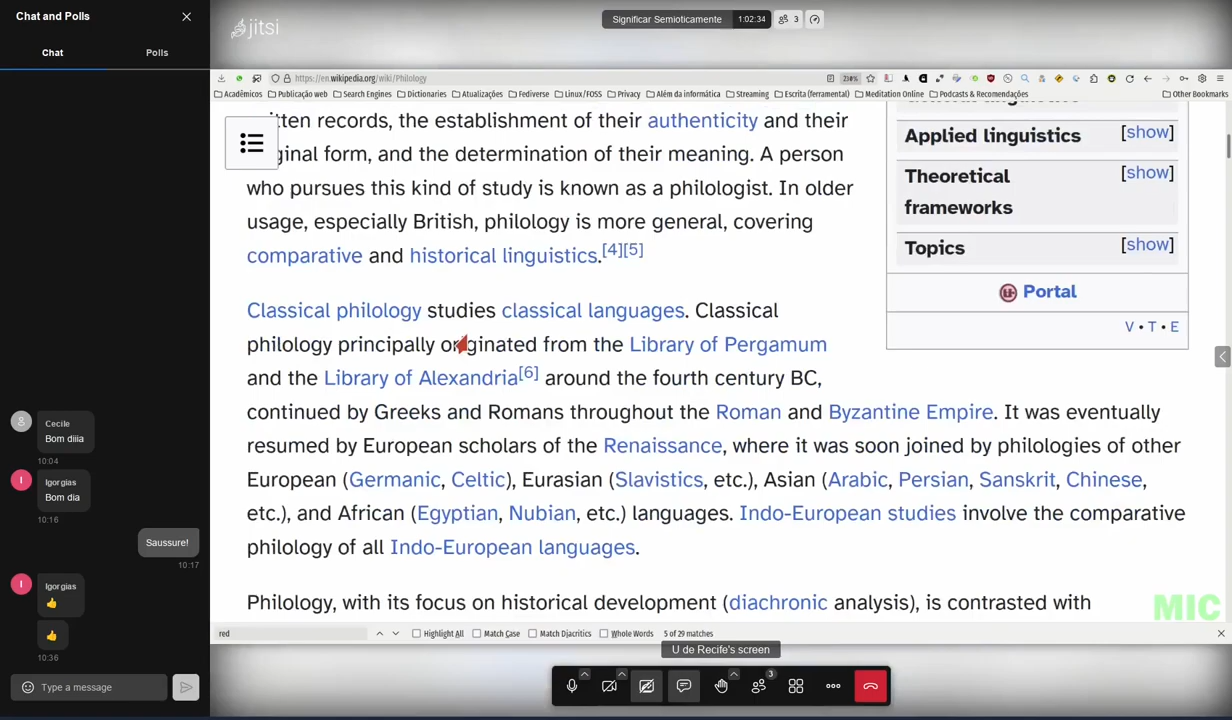 Chat and Polls
Chat
Polls
Cecile
Bom diiia
10:04
Igorgias
Bom dia
10:16
Saussure!
10:17
Igorgias
👍
👍
10:36
Type a message
jitsi
Significar Semioticamente 1:02:34 3
https://en.wikipedia.org/wiki/Philology 230%
Acadêmicos Publicação web Search Engines Dictionaries Atualizações Fediverse Linux/FOSS Privacy Além da informática Streaming Escrita (ferramental) Meditation Online Podcasts & Recomendações Other Bookmarks
itten records, the establishment of their authenticity and their
ginal form, and the determination of their meaning. A person
who pursues this kind of study is known as a philologist. In older
usage, especially British, philology is more general, covering
comparative and historical linguistics.[4][5]
Classical philology studies classical languages. Classical
philology principally originated from the Library of Pergamum
and the Library of Alexandria[6] around the fourth century BC,
continued by Greeks and Romans throughout the Roman and Byzantine Empire. It was eventually
resumed by European scholars of the Renaissance, where it was soon joined by philologies of other
European (Germanic, Celtic), Eurasian (Slavistics, etc.), Asian (Arabic, Persian, Sanskrit, Chinese,
etc.), and African (Egyptian, Nubian, etc.) languages. Indo-European studies involve the comparative
philology of all Indo-European languages.
Philology, with its focus on historical development (diachronic analysis), is contrasted with
Applied linguistics [show]
Theoretical [show]
frameworks
Topics [show]
Portal
V • T • E
MIC
red Highlight All Match Case Match Diacritics Whole Words 5 of 29 matches
U de Recife's screen
3